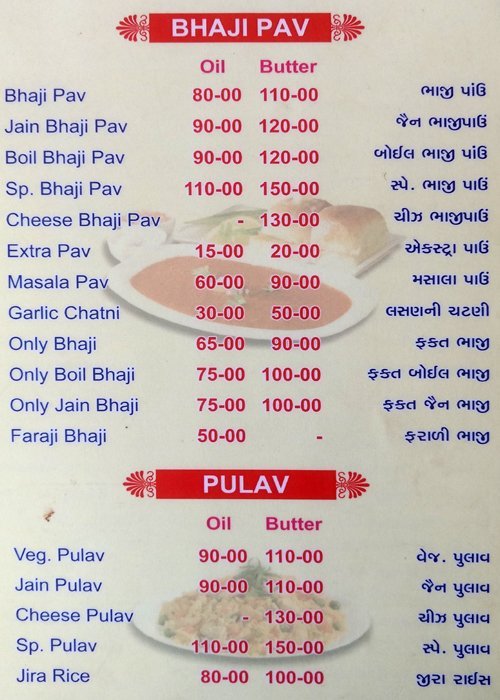 BHAJI PAV
Oil Butter
Bhaji Pav 80-00 110-00 ભાજી પાંઉ
Jain Bhaji Pav 90-00 120-00 જૈન ભાજીપાઉં
Boil Bhaji Pav 90-00 120-00 બોઈલ ભાજી પાંઉ
Sp. Bhaji Pav 110-00 150-00 સ્પે. ભાજી પાઉં
Cheese Bhaji Pav - 130-00 ચીઝ ભાજીપાઉં
Extra Pav 15-00 20-00 એકસ્ટ્રા પાઉં
Masala Pav 60-00 90-00 મસાલા પાઉં
Garlic Chatni 30-00 50-00 લસણની ચટણી
Only Bhaji 65-00 90-00 ફકત ભાજી
Only Boil Bhaji 75-00 100-00 ફકત બોઈલ ભાજી
Only Jain Bhaji 75-00 100-00 ફકત જૈન ભાજી
Faraji Bhaji 50-00 - ફરાળી ભાજી
PULAV
Oil Butter
Veg. Pulav 90-00 110-00 વેજ. પુલાવ
Jain Pulav 90-00 110-00 જૈન પુલાવ
Cheese Pulav - 130-00 ચીઝ પુલાવ
Sp. Pulav 110-00 150-00 સ્પે. પુલાવ
Jira Rice 80-00 100-00 જીરા રાઈસ